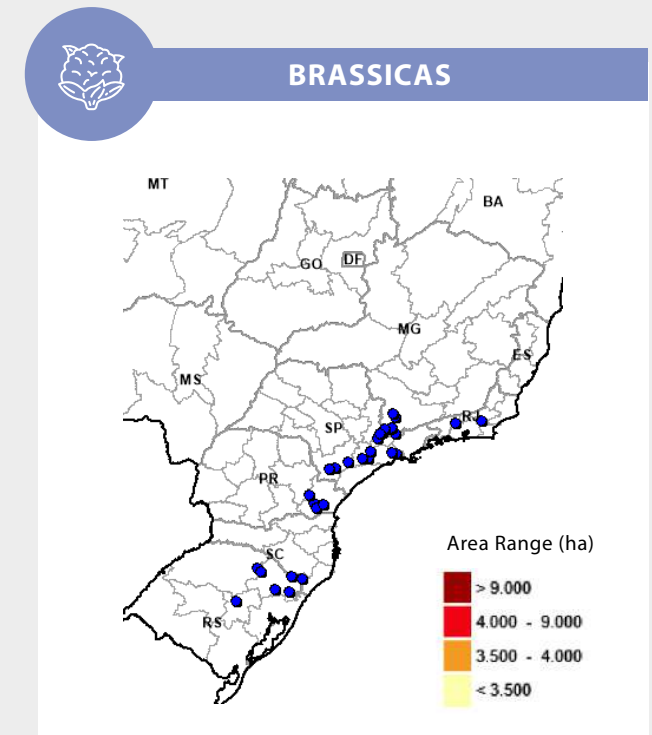 BRASSICAS
MT
BA
GO
DF
MG
ES
MS
RJ
SP
PR
SC
RS
Area Range (ha)
> 9.000
4.000 - 9.000
3.500 - 4.000
< 3.500